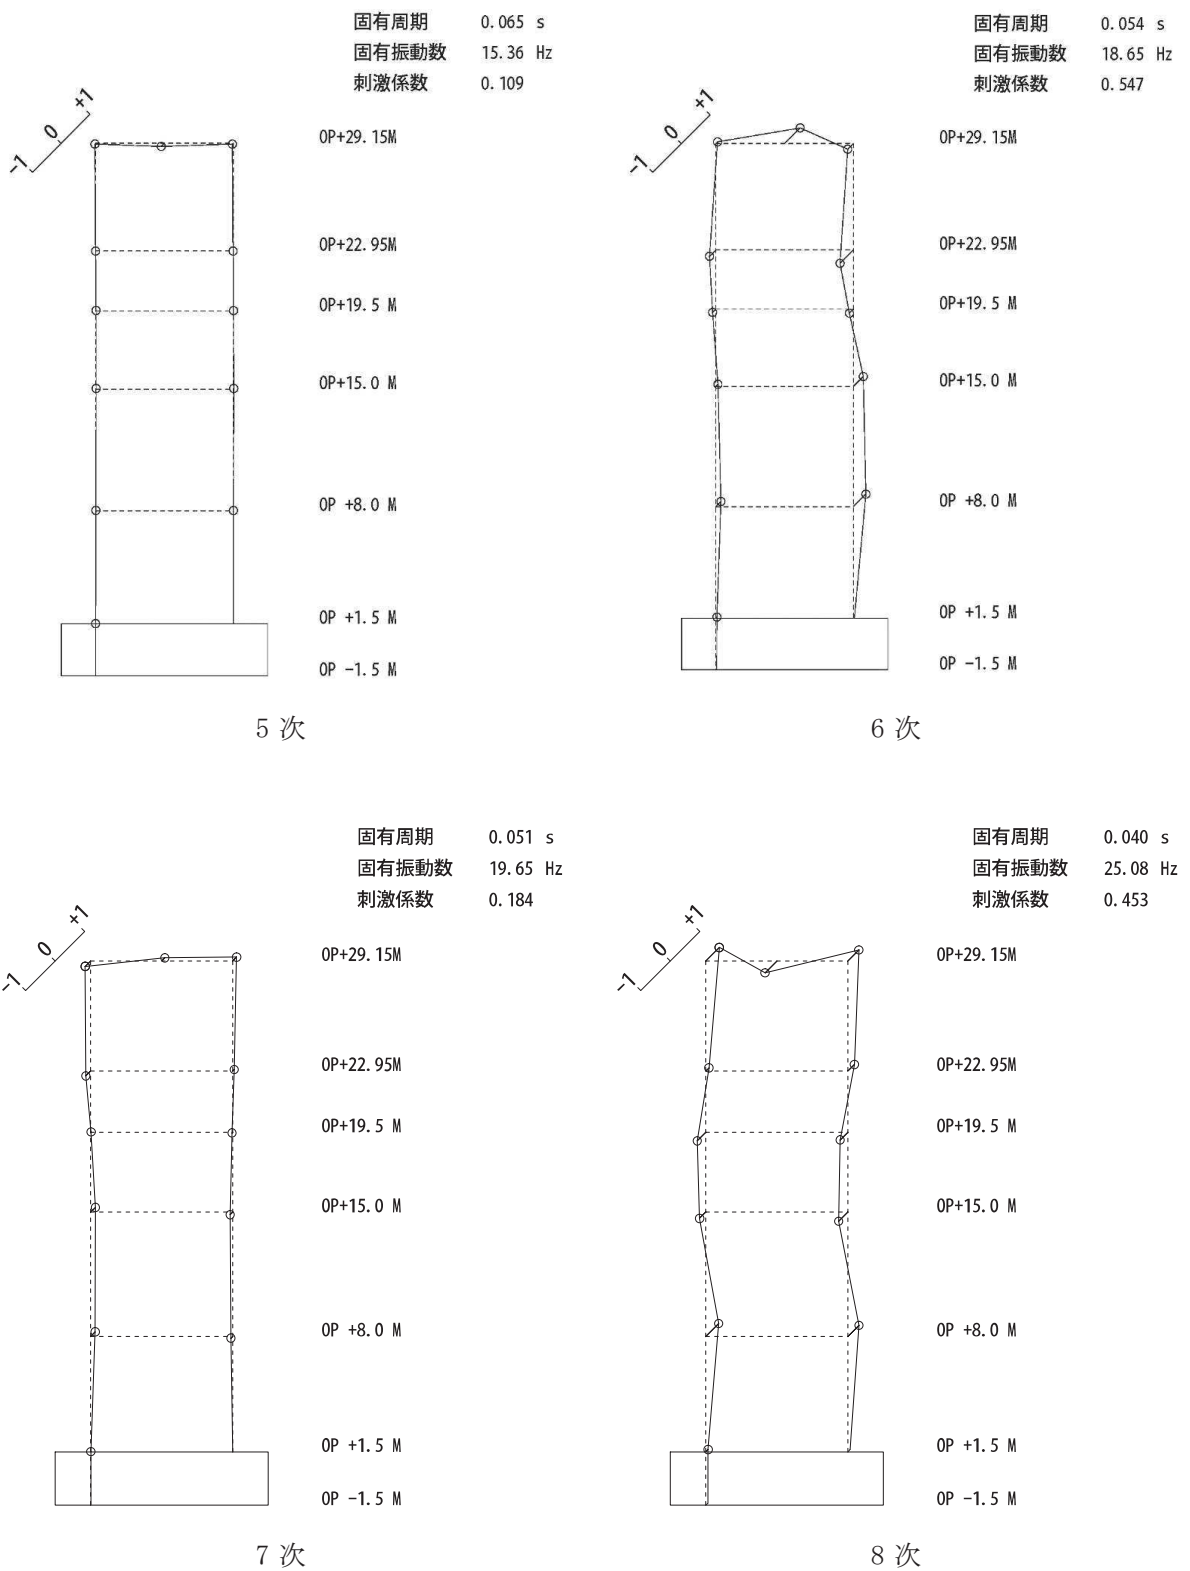 固有周期 0.065 s
固有振動数 15.36 Hz
刺激係数 0.109
+1
0
-1
OP+29.15M
OP+22.95M
OP+19.5 M
OP+15.0 M
OP +8.0 M
OP +1.5 M
OP -1.5 M
5 次
固有周期 0.054 s
固有振動数 18.65 Hz
刺激係数 0.547
+1
0
-1
OP+29.15M
OP+22.95M
OP+19.5 M
OP+15.0 M
OP +8.0 M
OP +1.5 M
OP -1.5 M
6 次
固有周期 0.051 s
固有振動数 19.65 Hz
刺激係数 0.184
+1
0
-1
OP+29.15M
OP+22.95M
OP+19.5 M
OP+15.0 M
OP +8.0 M
OP +1.5 M
OP -1.5 M
7 次
固有周期 0.040 s
固有振動数 25.08 Hz
刺激係数 0.453
+1
0
-1
OP+29.15M
OP+22.95M
OP+19.5 M
OP+15.0 M
OP +8.0 M
OP +1.5 M
OP -1.5 M
8 次